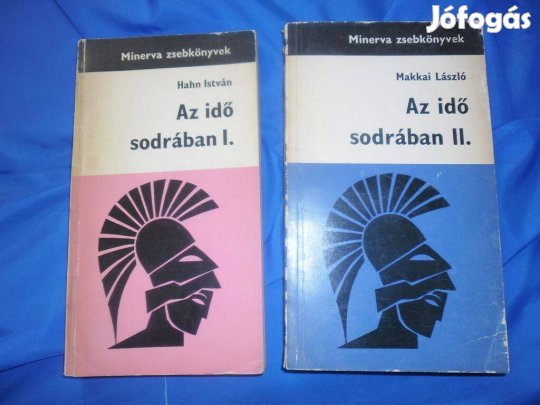 Jófogás
Minerva zsebkönyvek
Hahn István
Az idő
sodrában I.
Minerva zsebkönyvek
Makkai László
Az idő
sodrában II.